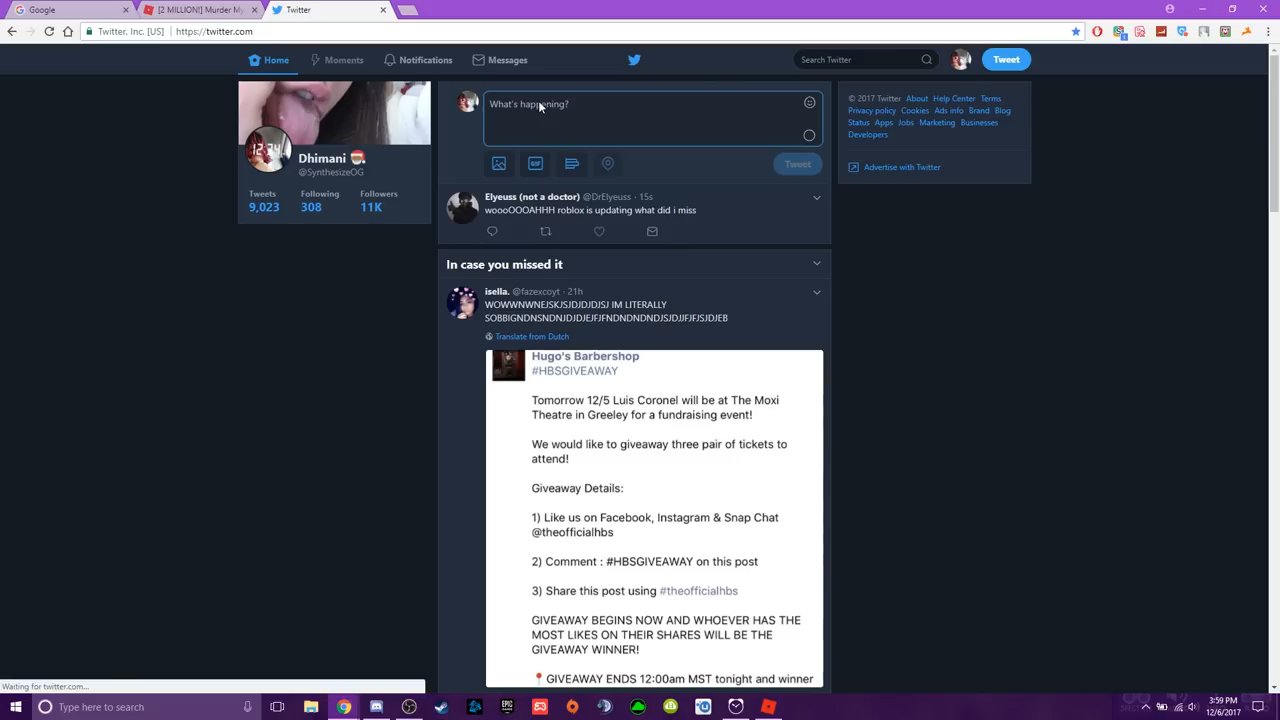 Google
[2 MILLION!] Murder My
Twitter
Twitter, Inc. [US]
https://twitter.com
Home
Moments
Notifications
Messages
Search Twitter
Tweet
12:34
Dhimani
@SynthesizeOG
Tweets
Following
Followers
9,023
308
11K
What's happening?
GIF
Tweet
Elyeuss (not a doctor) @DrElyeuss · 15s
woooOOOAHHH roblox is updating what did i miss
In case you missed it
isella. @fazexcoyt · 21h
WOWWNWNEJSKJSJDJDJDJSJ IM LITERALLY
SOBBIGNDNSNDNJDJDJEJFJFNDNDNDNDJSJDJJFJFJSJDJEB
Translate from Dutch
Hugo's Barbershop
#HBSGIVEAWAY
Tomorrow 12/5 Luis Coronel will be at The Moxi
Theatre in Greeley for a fundraising event!
We would like to giveaway three pair of tickets to
attend!
Giveaway Details:
1) Like us on Facebook, Instagram & Snap Chat
@theofficialhbs
2) Comment : #HBSGIVEAWAY on this post
3) Share this post using #theofficialhbs
GIVEAWAY BEGINS NOW AND WHOEVER HAS THE
MOST LIKES ON THEIR SHARES WILL BE THE
GIVEAWAY WINNER!
GIVEAWAY ENDS 12:00am MST tonight and winner
© 2017 Twitter About Help Center Terms
Privacy policy Cookies Ads info Brand Blog
Status Apps Jobs Marketing Businesses
Developers
Advertise with Twitter
Waiting for twitter.com...
Type here to search
EPIC
3:59 PM
12/6/2017